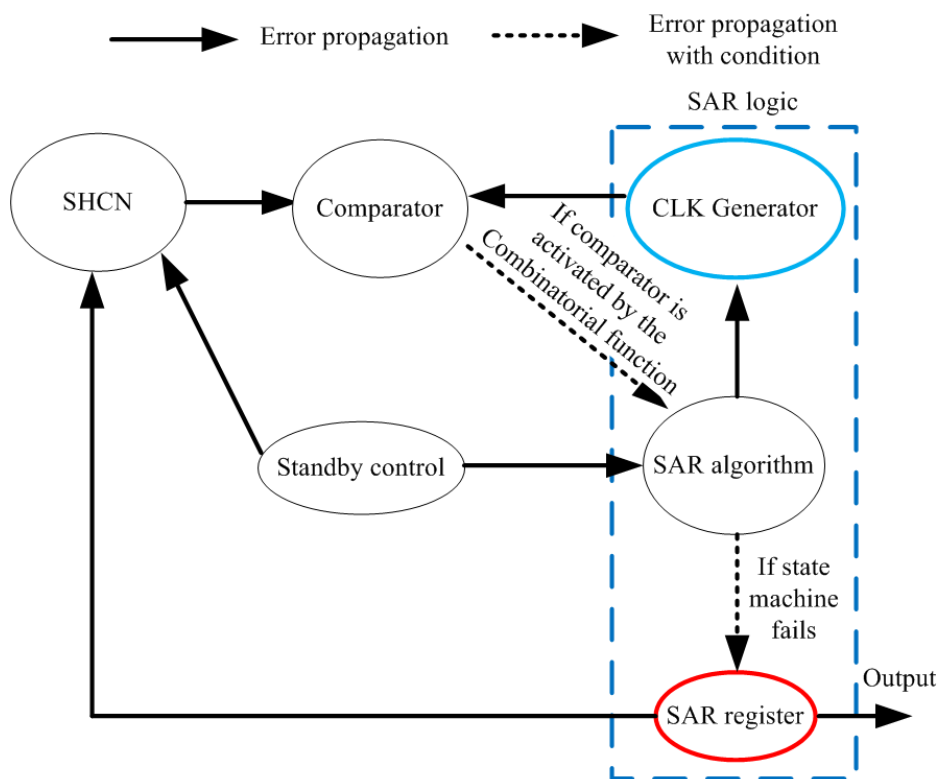 Error propagation
Error propagation
with condition
SAR logic
SHCN
Comparator
CLK Generator
If comparator is
activated by the
Combinatorial function
Standby control
SAR algorithm
If state
machine
fails
Output
SAR register